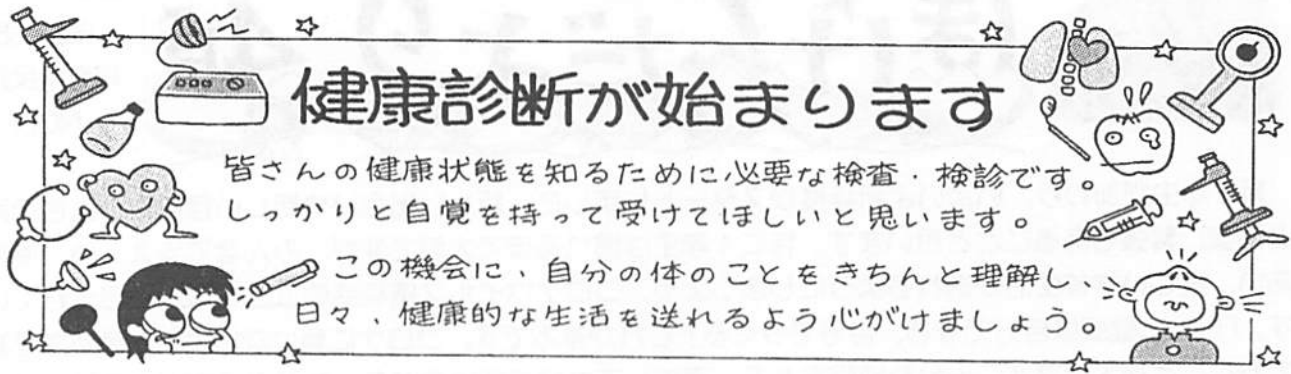 健康診断が始まります
皆さんの健康状態を知るために必要な検査・検診です。
しっかりと自覚を持って受けてほしいと思います。
この機会に、自分の体のことをきちんと理解し、
日々、健康的な生活を送れるよう心がけましょう。